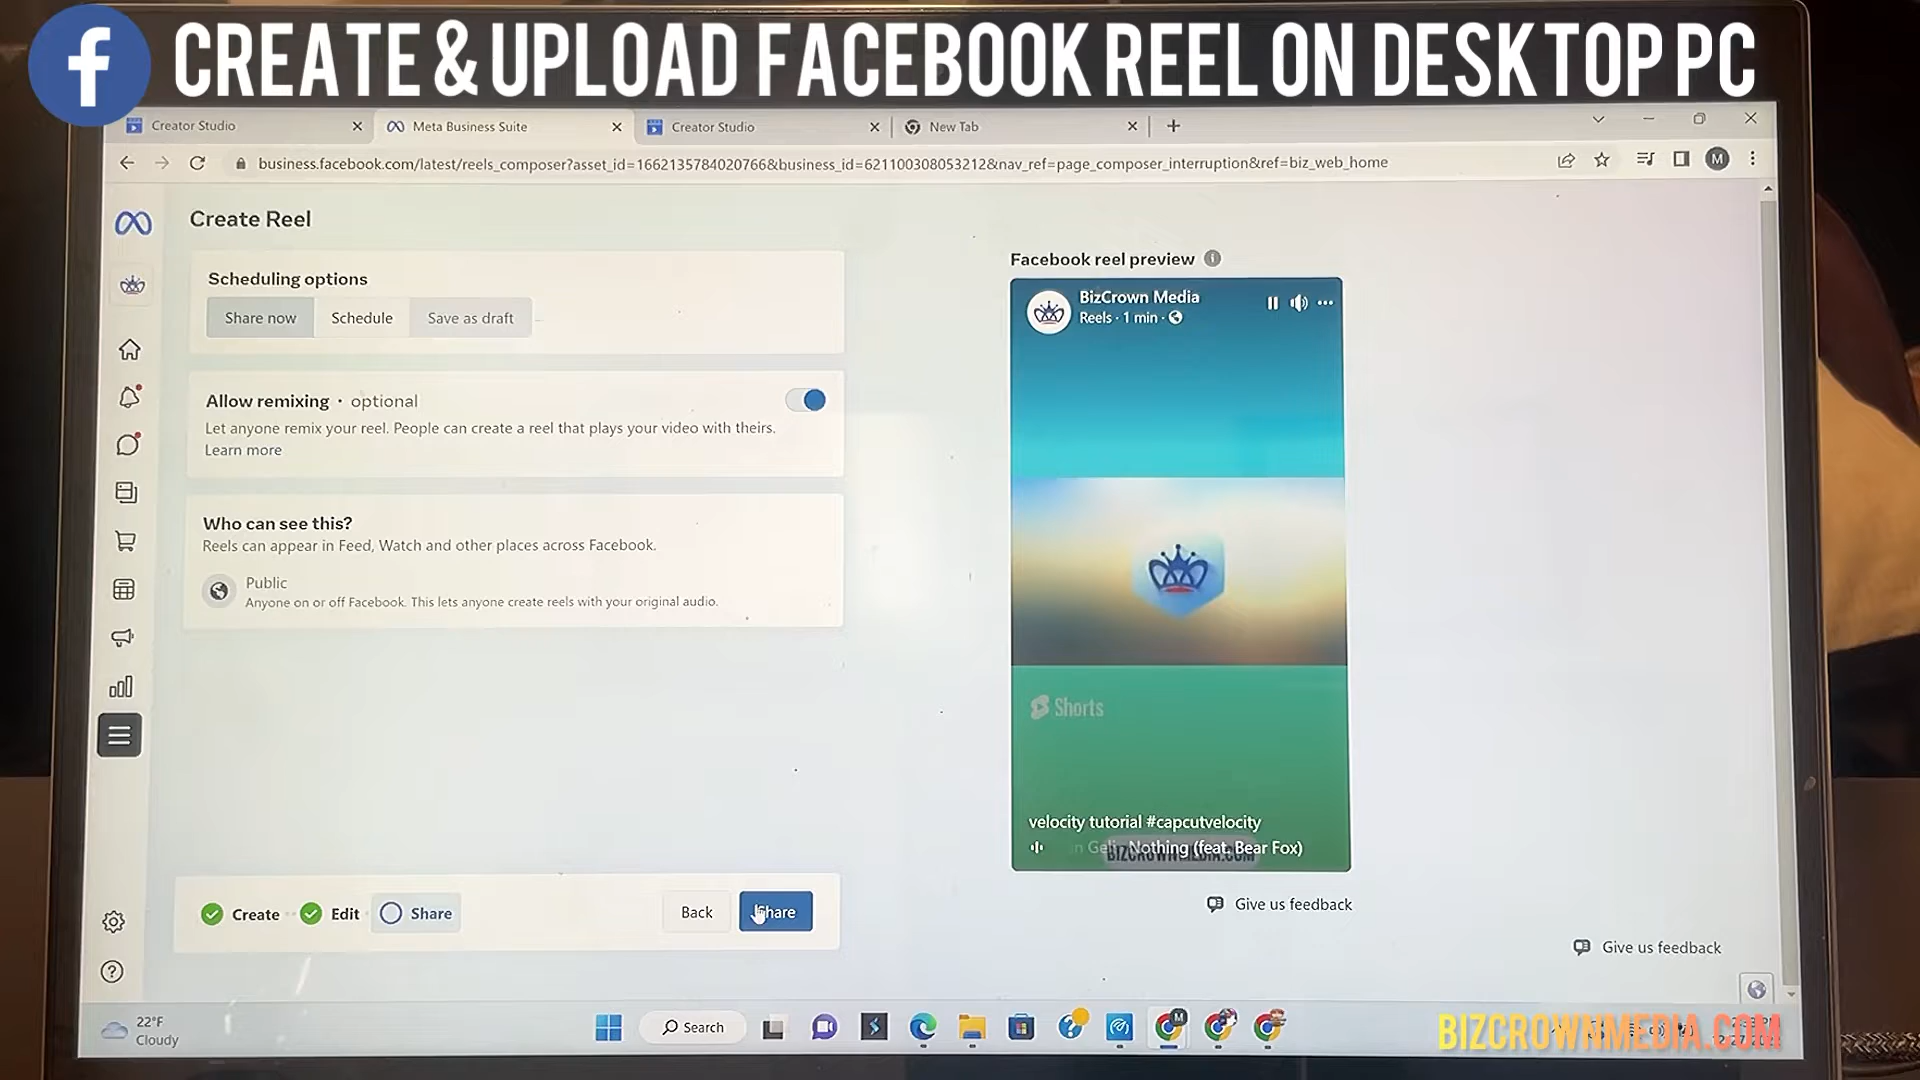 f CREATE & UPLOAD FACEBOOK REEL ON DESKTOP PC
Creator Studio
Meta Business Suite
Creator Studio
New Tab
business.facebook.com/latest/reels_composer?asset_id=1662135784020766&business_id=621100308053212&nav_ref=page_composer_interruption&ref=biz_web_home
M
Create Reel
Scheduling options
Share now
Schedule
Save as draft
Allow remixing • optional
Let anyone remix your reel. People can create a reel that plays your video with theirs.
Learn more
Who can see this?
Reels can appear in Feed, Watch and other places across Facebook.
Public
Anyone on or off Facebook. This lets anyone create reels with your original audio.
Create
Edit
Share
Back
Share
Facebook reel preview
BizCrown Media
Reels · 1 min ·
Shorts
velocity tutorial #capcutvelocity
Nothing (feat. Bear Fox)
BIZCROWNMEDIA.COM
Give us feedback
Give us feedback
22°F
Cloudy
Search
BIZCROWNMEDIA.COM